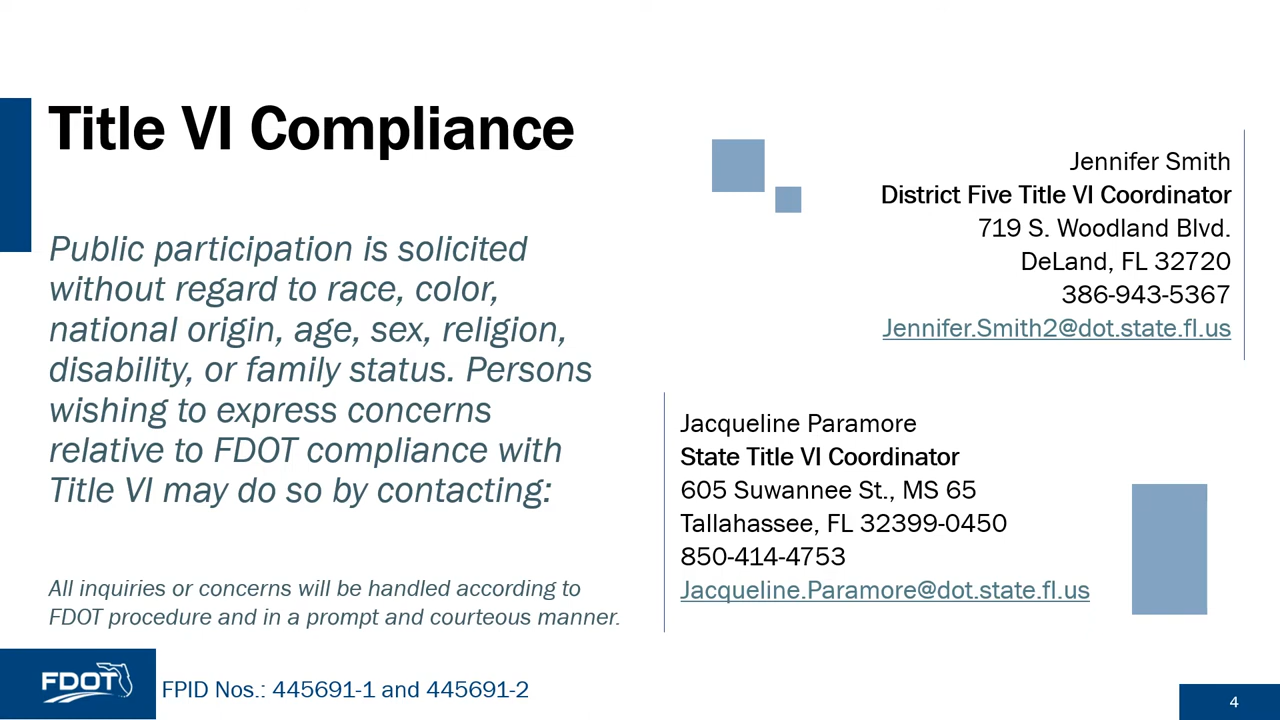 Title VI Compliance
Public participation is solicited
without regard to race, color,
national origin, age, sex, religion,
disability, or family status. Persons
wishing to express concerns
relative to FDOT compliance with
Title VI may do so by contacting:
All inquiries or concerns will be handled according to
FDOT procedure and in a prompt and courteous manner.
Jennifer Smith
District Five Title VI Coordinator
719 S. Woodland Blvd.
DeLand, FL 32720
386-943-5367
Jennifer.Smith2@dot.state.fl.us
Jacqueline Paramore
State Title VI Coordinator
605 Suwannee St., MS 65
Tallahassee, FL 32399-0450
850-414-4753
Jacqueline.Paramore@dot.state.fl.us
FDOT
FPID Nos.: 445691-1 and 445691-2
4